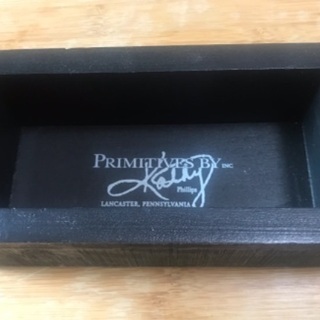 PRIMITIVES BY INC
Kathy
Phillips
LANCASTER, PENNSYLVANIA